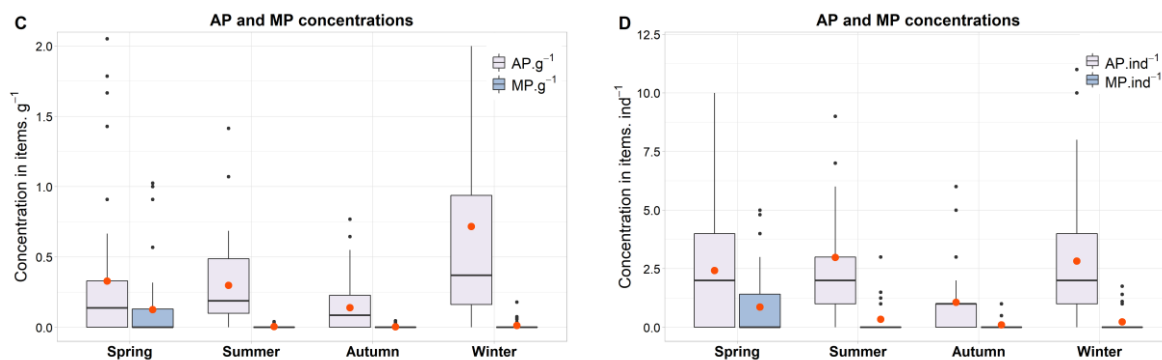 C
AP and MP concentrations
Concentration in items. g⁻¹
2.0
1.5
1.0
0.5
0.0
AP.g⁻¹
MP.g⁻¹
Spring Summer Autumn Winter
D
AP and MP concentrations
Concentration in items. ind⁻¹
12.5
10.0
7.5
5.0
2.5
0.0
AP.ind⁻¹
MP.ind⁻¹
Spring Summer Autumn Winter